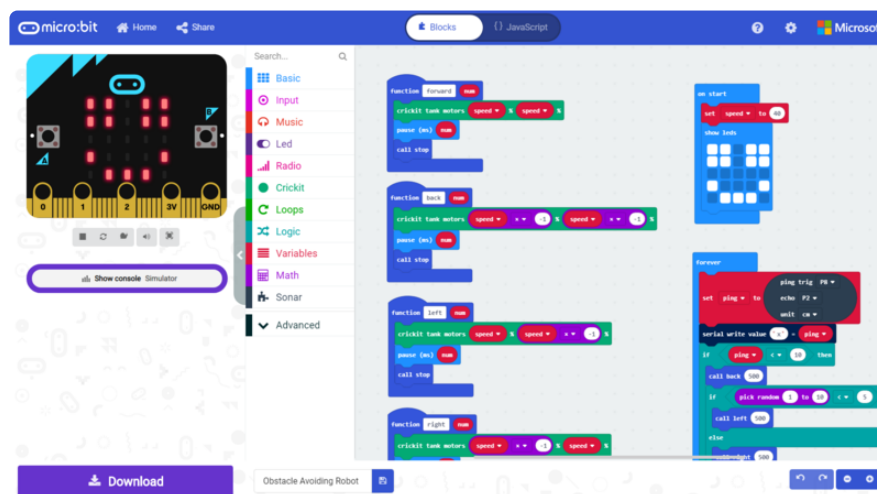 micro:bit Home Share Blocks {} JavaScript ? Microsof
Search...
Basic
Input
Music
Led
Radio
Crickit
Loops
Logic
Variables
Math
Sonar
Advanced
A
B
0 1 2 3V GND
Show console Simulator
Download
function forward num
crickit tank motors speed % speed %
pause (ms) num
call stop
function back num
crickit tank motors speed × -1 % speed × -1 %
pause (ms) num
call stop
function left num
crickit tank motors speed % speed × -1 %
pause (ms) num
call stop
function right num
crickit tank motors speed × -1 % speed %
on start
set speed to 40
show leds
forever
ping trig P8
set ping to echo P2
unit cm
serial write value "x" = ping
if ping < 10 then
call back 500
if pick random 1 to 10 < 5
call left 500
else
right 500
Obstacle Avoiding Robot